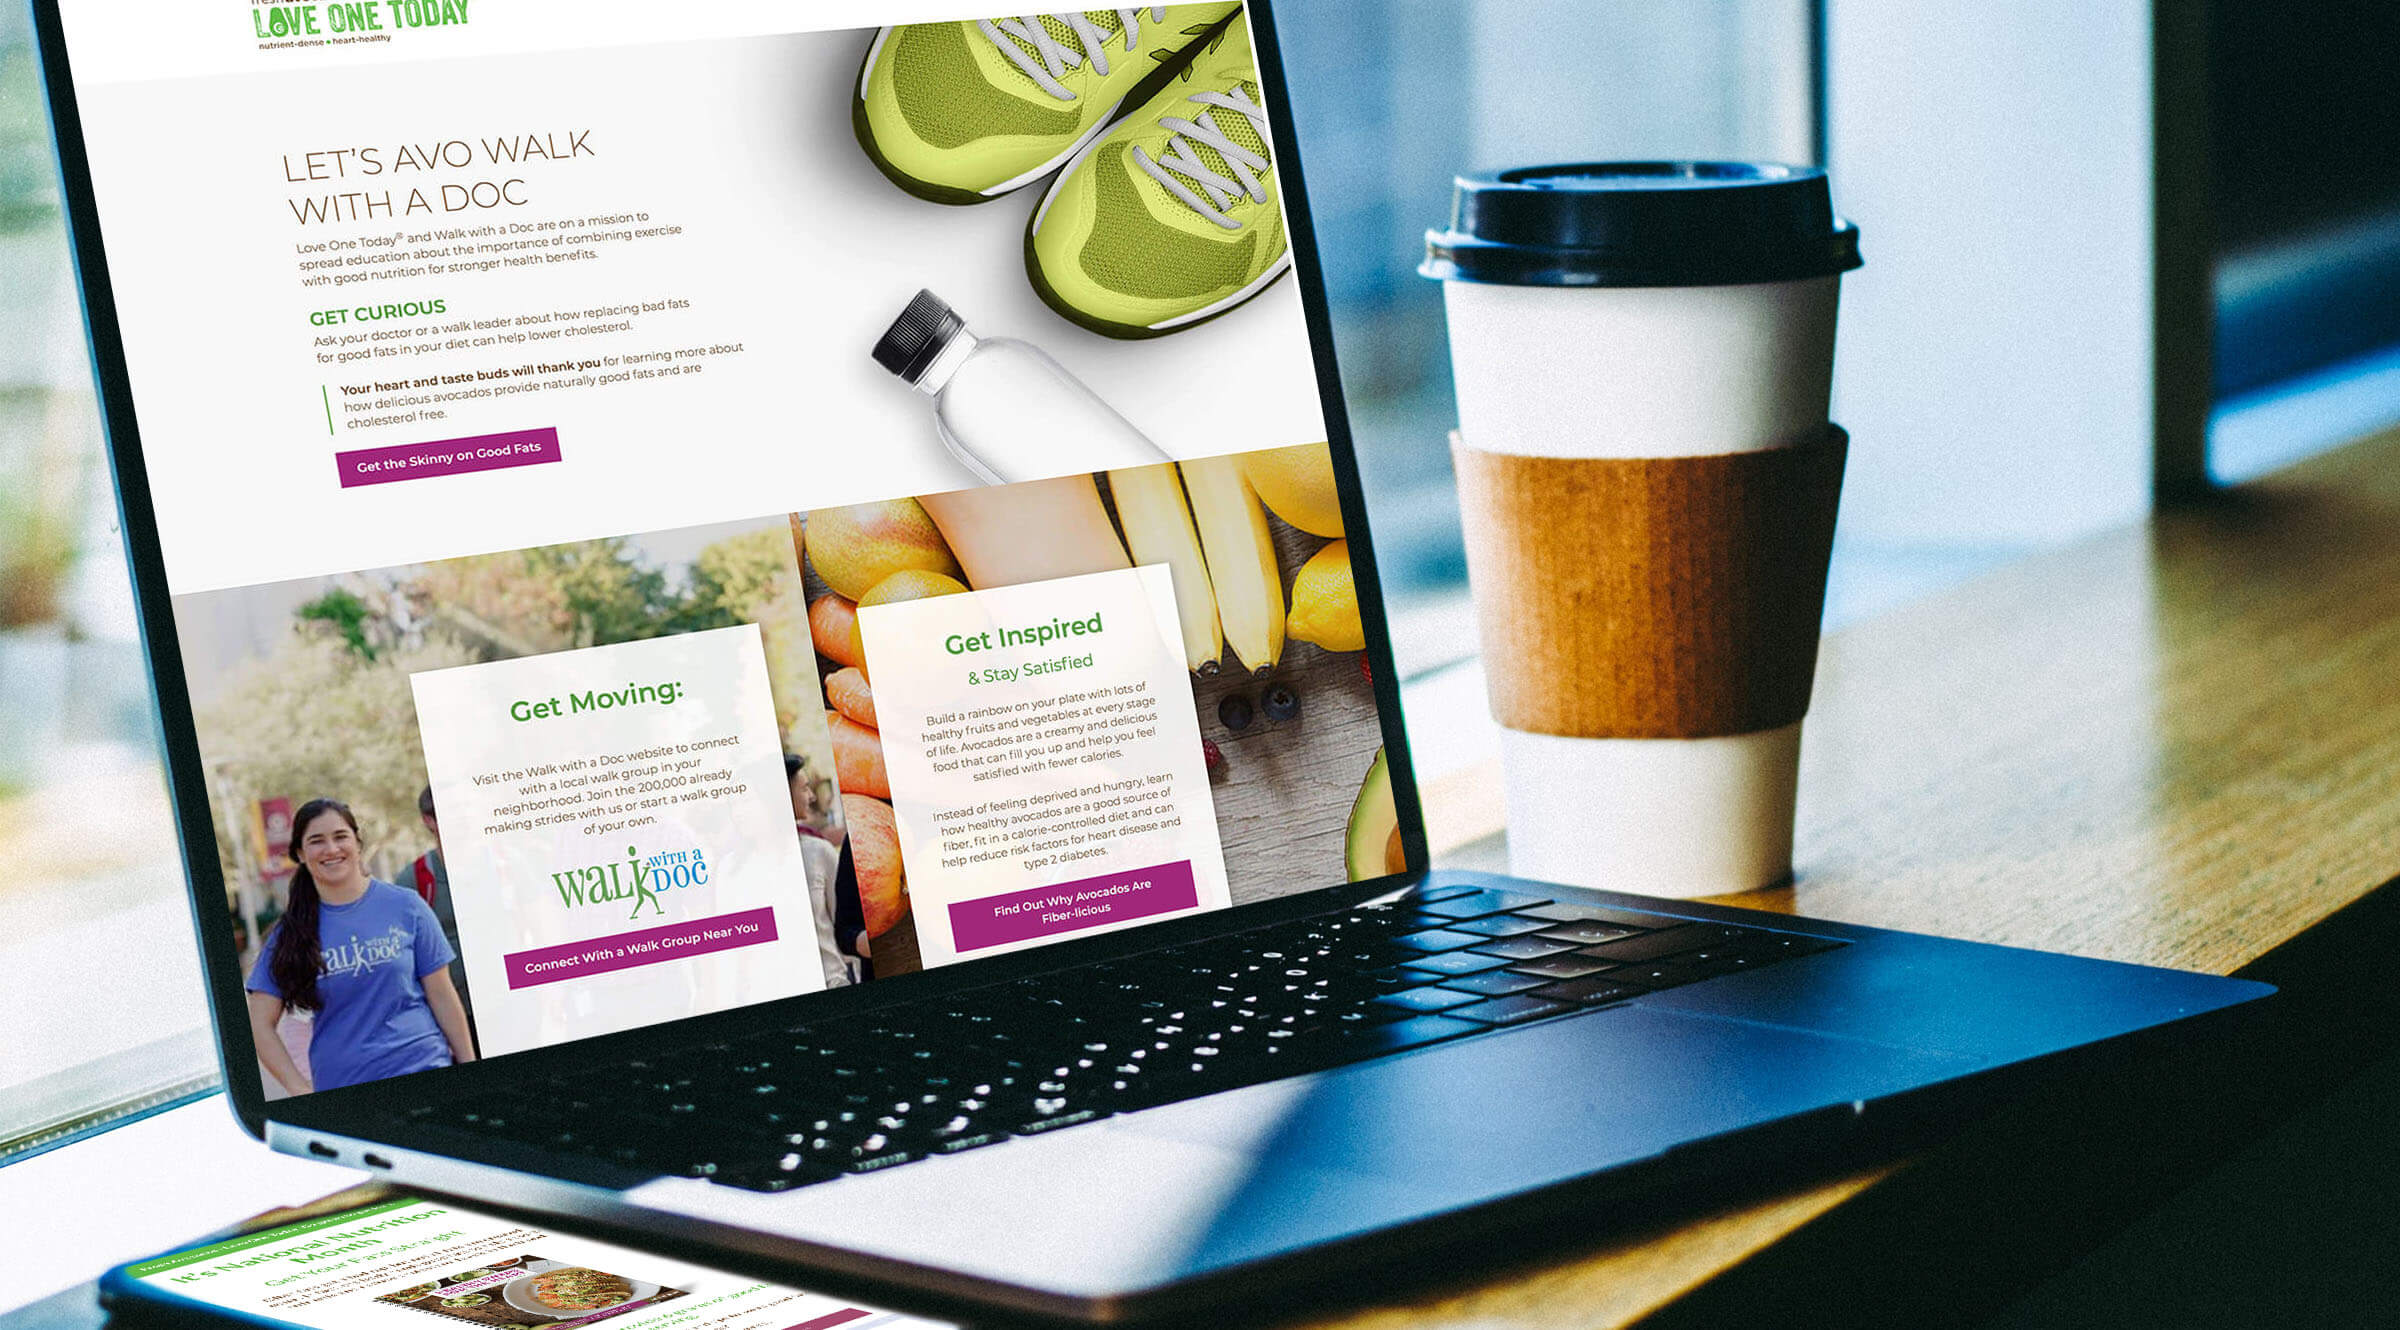 LOVE ONE TODAY
nutrient-dense • heart-healthy
LET'S AVO WALK
WITH A DOC
Love One Today® and Walk with a Doc are on a mission to
spread education about the importance of combining exercise
with good nutrition for stronger health benefits.
GET CURIOUS
Ask your doctor or a walk leader about how replacing bad fats
for good fats in your diet can help lower cholesterol.
Your heart and taste buds will thank you for learning more about
how delicious avocados provide naturally good fats and are
cholesterol free.
Get the Skinny on Good Fats
Get Moving:
Visit the Walk with a Doc website to connect
with a local walk group in your
neighborhood. Join the 200,000 already
making strides with us or start a walk group
of your own.
WALK WITH A DOC
Connect With a Walk Group Near You
Get Inspired
& Stay Satisfied
Build a rainbow on your plate with lots of
healthy fruits and vegetables at every stage
of life. Avocados are a creamy and delicious
food that can fill you up and help you feel
satisfied with fewer calories.
Instead of feeling deprived and hungry, learn
how healthy avocados are a good source of
fiber, fit in a calorie-controlled diet and can
help reduce risk factors for heart disease and
type 2 diabetes.
Find Out Why Avocados Are
Fiber-licious
WALK WITH A DOC
It's National Nutrition
Month
Get Your Facts Straight